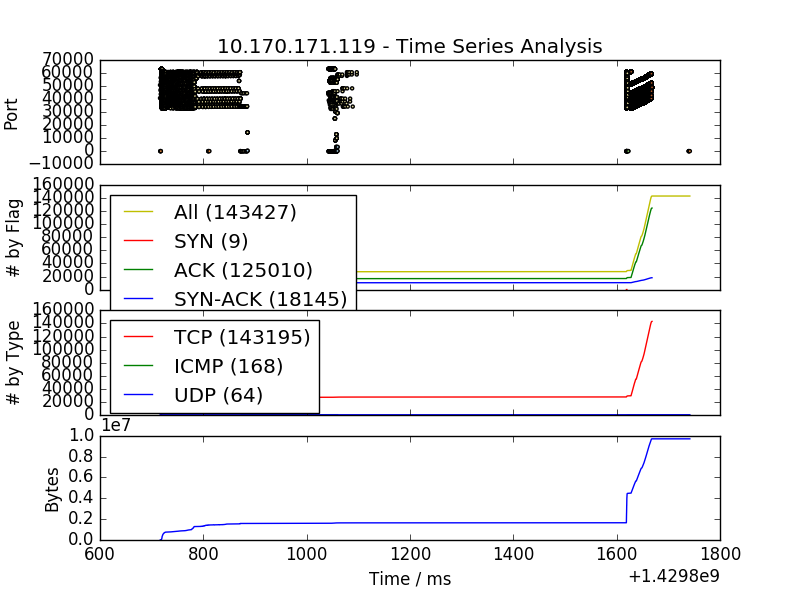 10.170.171.119 - Time Series Analysis
70000
60000
50000
40000
30000
20000
10000
0
−10000
Port
160000
140000
120000
100000
80000
60000
40000
20000
0
# by Flag
All (143427)
SYN (9)
ACK (125010)
SYN-ACK (18145)
160000
140000
120000
100000
80000
60000
40000
20000
0
# by Type
TCP (143195)
ICMP (168)
UDP (64)
1e7
1.0
0.8
0.6
0.4
0.2
0.0
Bytes
600 800 1000 1200 1400 1600 1800
Time / ms
+1.4298e9